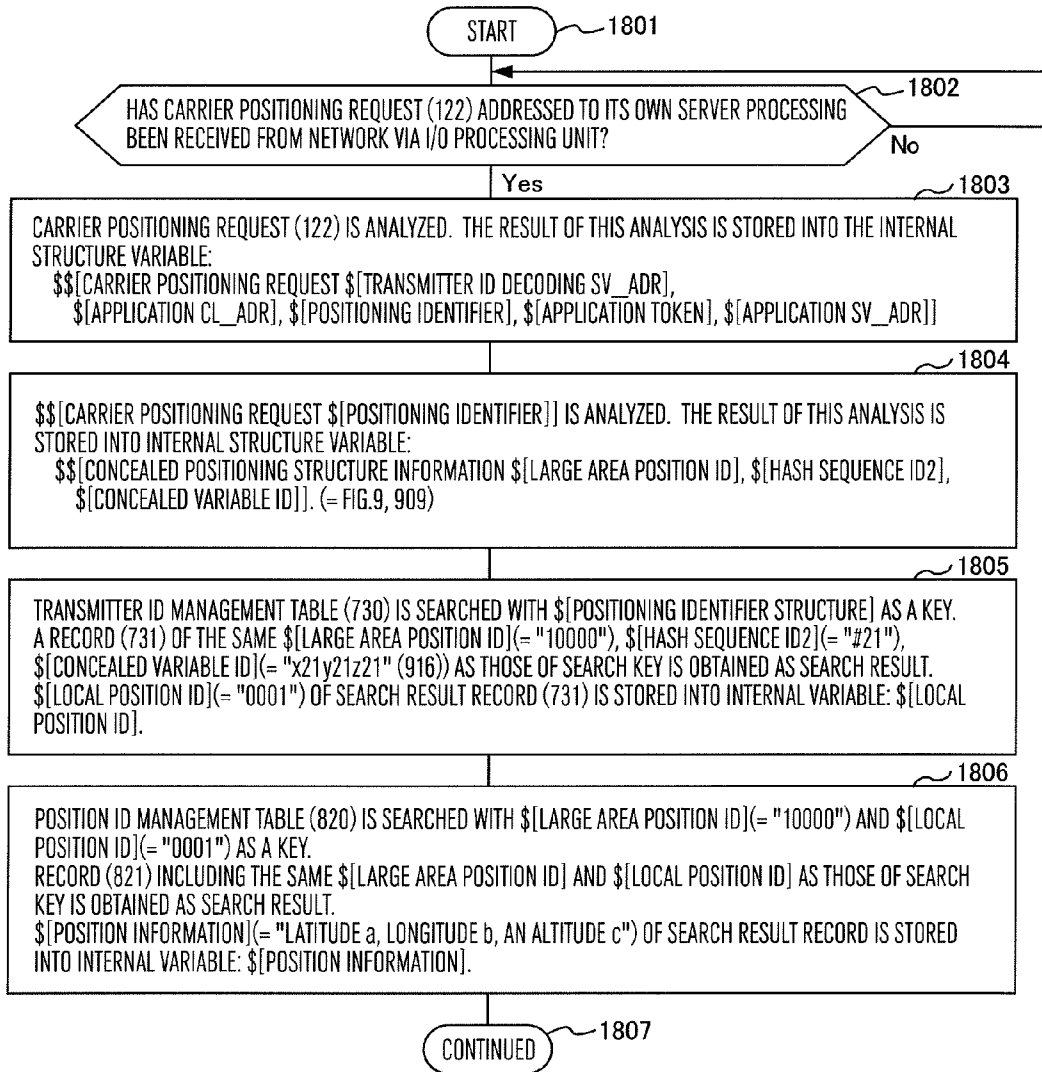 START
1801
1802
HAS CARRIER POSITIONING REQUEST (122) ADDRESSED TO ITS OWN SERVER PROCESSING
BEEN RECEIVED FROM NETWORK VIA I/O PROCESSING UNIT?
No
Yes
1803
CARRIER POSITIONING REQUEST (122) IS ANALYZED. THE RESULT OF THIS ANALYSIS IS STORED INTO THE INTERNAL
STRUCTURE VARIABLE:
$$[CARRIER POSITIONING REQUEST $[TRANSMITTER ID DECODING SV_ADR],
$[APPLICATION CL_ADR], $[POSITIONING IDENTIFIER], $[APPLICATION TOKEN], $[APPLICATION SV_ADR]]
1804
$$[CARRIER POSITIONING REQUEST $[POSITIONING IDENTIFIER]] IS ANALYZED. THE RESULT OF THIS ANALYSIS IS
STORED INTO INTERNAL STRUCTURE VARIABLE:
$$[CONCEALED POSITIONING STRUCTURE INFORMATION $[LARGE AREA POSITION ID], $[HASH SEQUENCE ID2],
$[CONCEALED VARIABLE ID]]. (= FIG.9, 909)
1805
TRANSMITTER ID MANAGEMENT TABLE (730) IS SEARCHED WITH $[POSITIONING IDENTIFIER STRUCTURE] AS A KEY.
A RECORD (731) OF THE SAME $[LARGE AREA POSITION ID](= "10000"), $[HASH SEQUENCE ID2](= "#21"),
$[CONCEALED VARIABLE ID](= "x21y21z21" (916)) AS THOSE OF SEARCH KEY IS OBTAINED AS SEARCH RESULT.
$[LOCAL POSITION ID](= "0001") OF SEARCH RESULT RECORD (731) IS STORED INTO INTERNAL VARIABLE: $[LOCAL
POSITION ID].
1806
POSITION ID MANAGEMENT TABLE (820) IS SEARCHED WITH $[LARGE AREA POSITION ID](= "10000") AND $[LOCAL
POSITION ID](= "0001") AS A KEY.
RECORD (821) INCLUDING THE SAME $[LARGE AREA POSITION ID] AND $[LOCAL POSITION ID] AS THOSE OF SEARCH
KEY IS OBTAINED AS SEARCH RESULT.
$[POSITION INFORMATION](= "LATITUDE a, LONGITUDE b, AN ALTITUDE c") OF SEARCH RESULT RECORD IS STORED
INTO INTERNAL VARIABLE: $[POSITION INFORMATION].
1807
CONTINUED